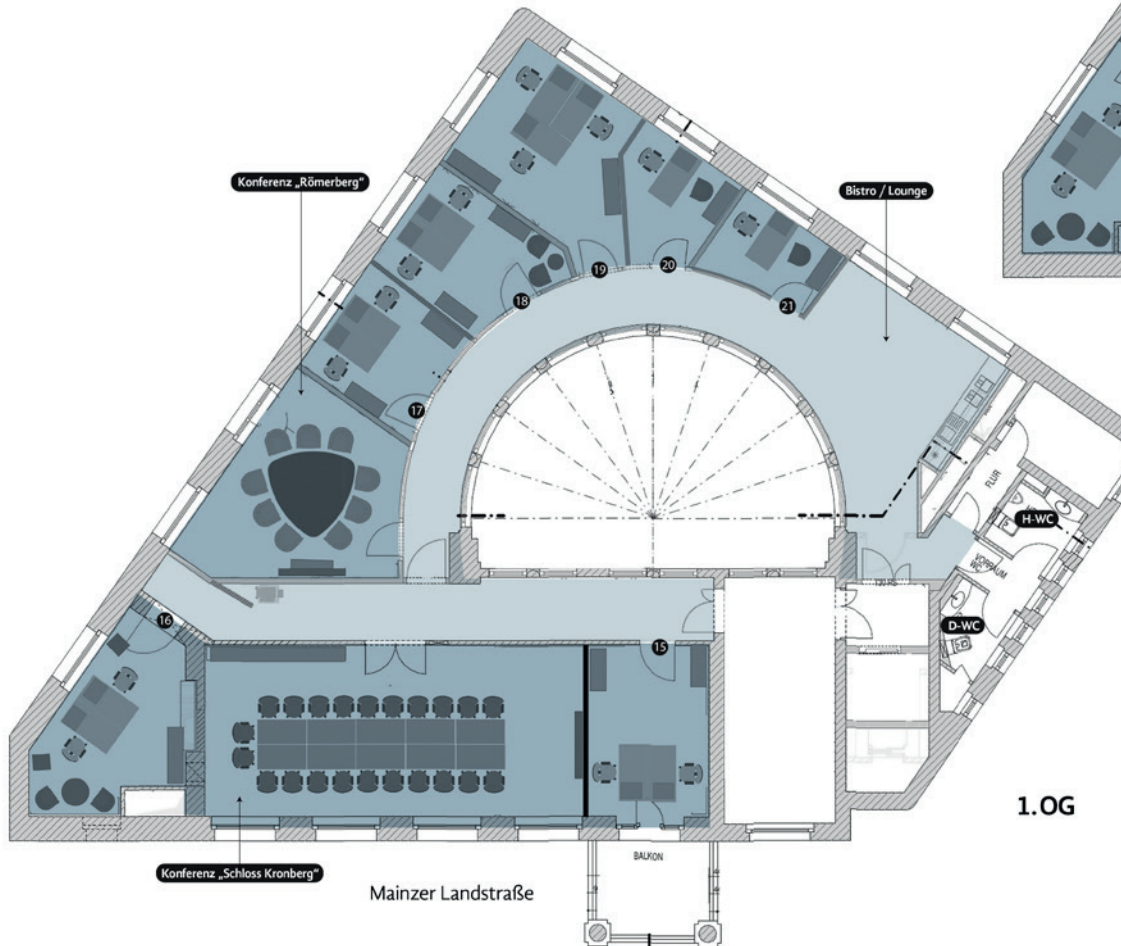 Konferenz „Römerberg“
Bistro / Lounge
19
20
18
21
17
FLUR
H-WC
VORRAUM
WC
16
15
D-WC
1.OG
Konferenz „Schloss Kronberg“
BALKON
Mainzer Landstraße